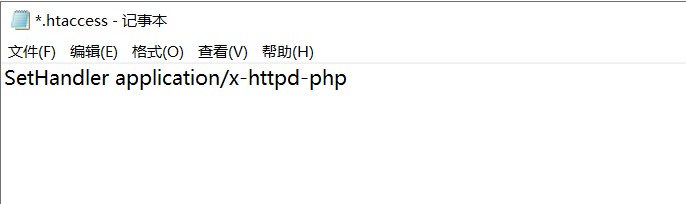 *.htaccess - 记事本
文件(F) 编辑(E) 格式(O) 查看(V) 帮助(H)
SetHandler application/x-httpd-php